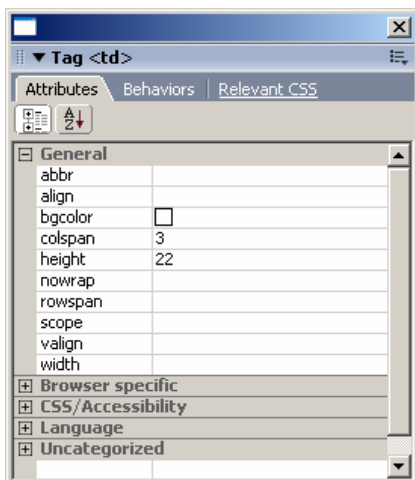 Tag <td>
Attributes Behaviors Relevant CSS
A
Z
General
abbr
align
bgcolor
colspan 3
height 22
nowrap
rowspan
scope
valign
width
Browser specific
CSS/Accessibility
Language
Uncategorized